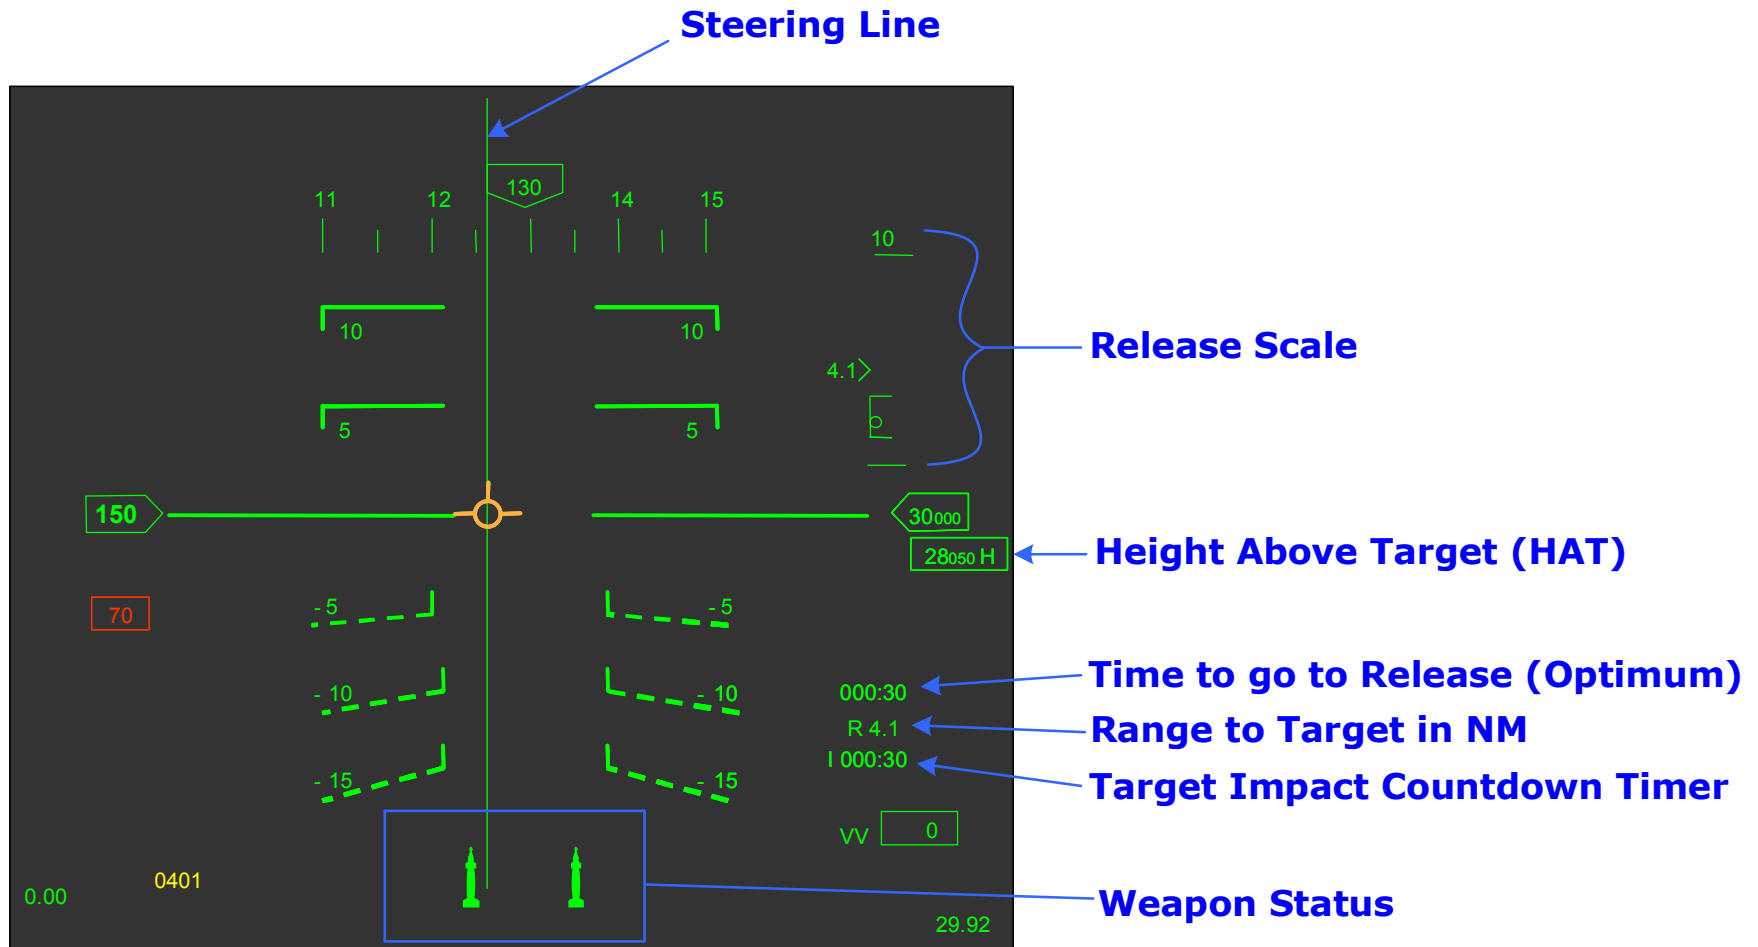 Steering Line
130
11 12 14 15
10
10 10
Release Scale
4.1
5 5
150
30000
28050 H
Height Above Target (HAT)
70
- 5 - 5
Time to go to Release (Optimum)
- 10 - 10
000:30
R 4.1
Range to Target in NM
I 000:30
- 15 - 15
Target Impact Countdown Timer
VV 0
0401
0.00
Weapon Status
29.92